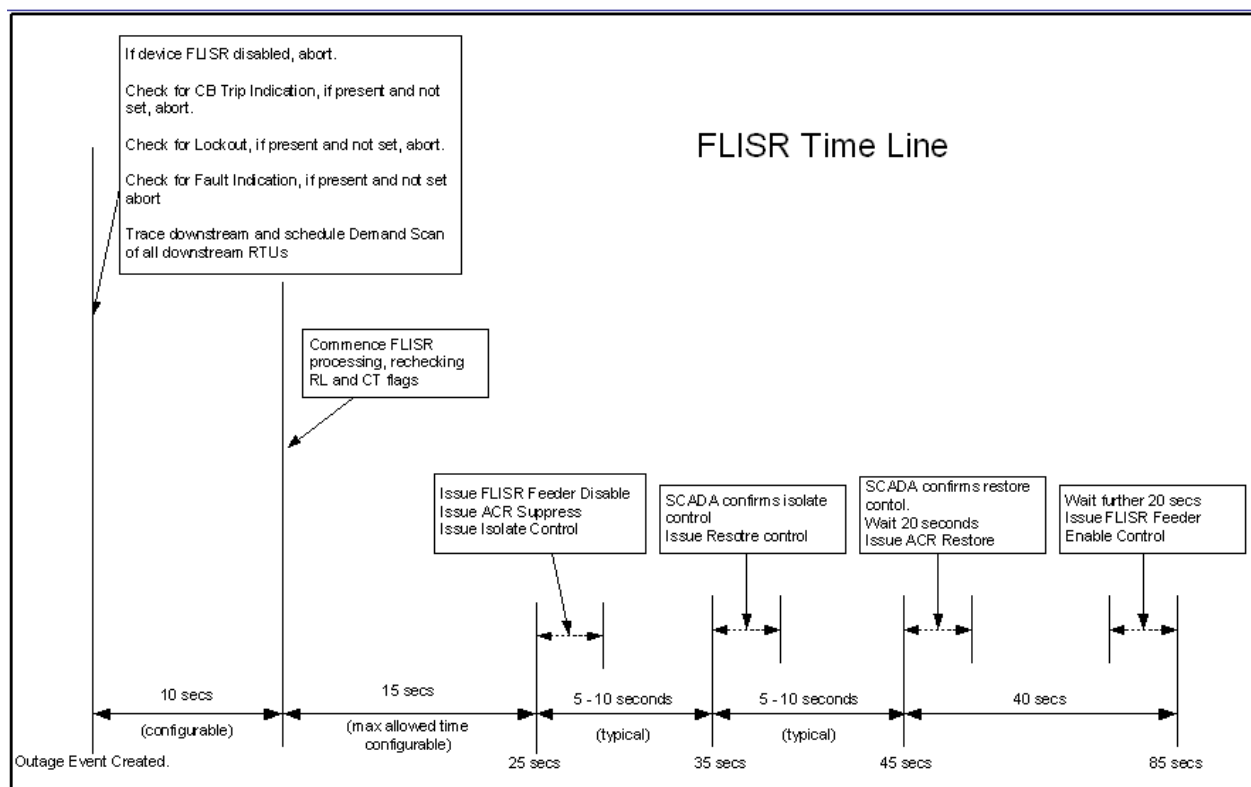 If device FLISR disabled, abort.
Check for CB Trip Indication, if present and not
set, abort.
Check for Lockout, if present and not set, abort.
Check for Fault Indication, if present and not set
abort
Trace downstream and schedule Demand Scan
of all downstream RTUs
FLISR Time Line
Commence FLISR
processing, rechecking
RL and CT flags
Issue FLISR Feeder Disable
Issue ACR Suppress
Issue Isolate Control
SCADA confirms isolate
control
Issue Resotre control
SCADA confirms restore
contol.
Wait 20 seconds
Issue ACR Restore
Wait further 20 secs
Issue FLISR Feeder
Enable Control
10 secs
(configurable)
15 secs
(max allowed time
configurable)
5 - 10 seconds
(typical)
5 - 10 seconds
(typical)
40 secs
Outage Event Created.
25 secs
35 secs
45 secs
85 secs